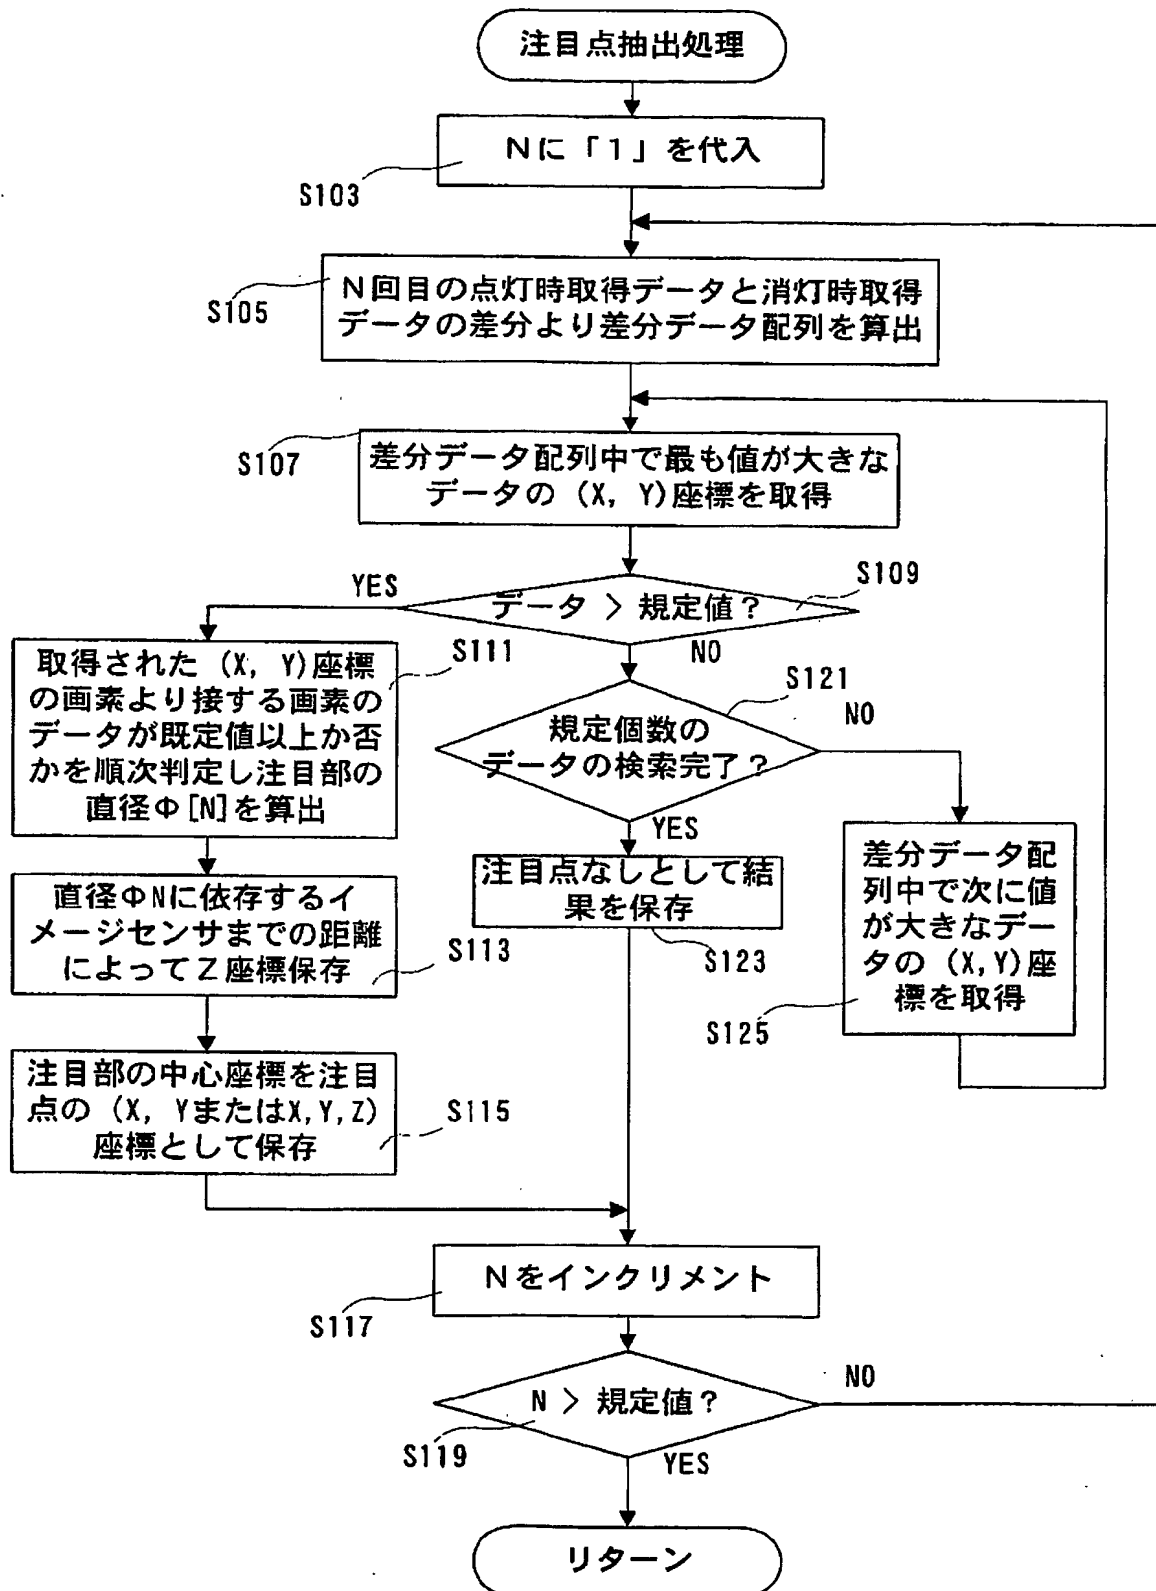 注目点抽出処理
Nに「1」を代入
S103
N回目の点灯時取得データと消灯時取得
データの差分より差分データ配列を算出
S105
差分データ配列中で最も値が大きな
データの (X, Y)座標を取得
S107
データ > 規定値?
S109
YES
NO
取得された (X, Y)座標
の画素より接する画素の
データが既定値以上か否
かを順次判定し注目部の
直径Φ[N]を算出
S111
規定個数の
データの検索完了?
S121
NO
YES
直径ΦNに依存するイ
メージセンサまでの距離
によってZ座標保存
S113
注目点なしとして結
果を保存
S123
差分データ配
列中で次に値
が大きなデー
タの (X,Y)座
標を取得
S125
注目部の中心座標を注目
点の (X, YまたはX,Y,Z)
座標として保存
S115
Nをインクリメント
S117
N > 規定値?
S119
NO
YES
リターン